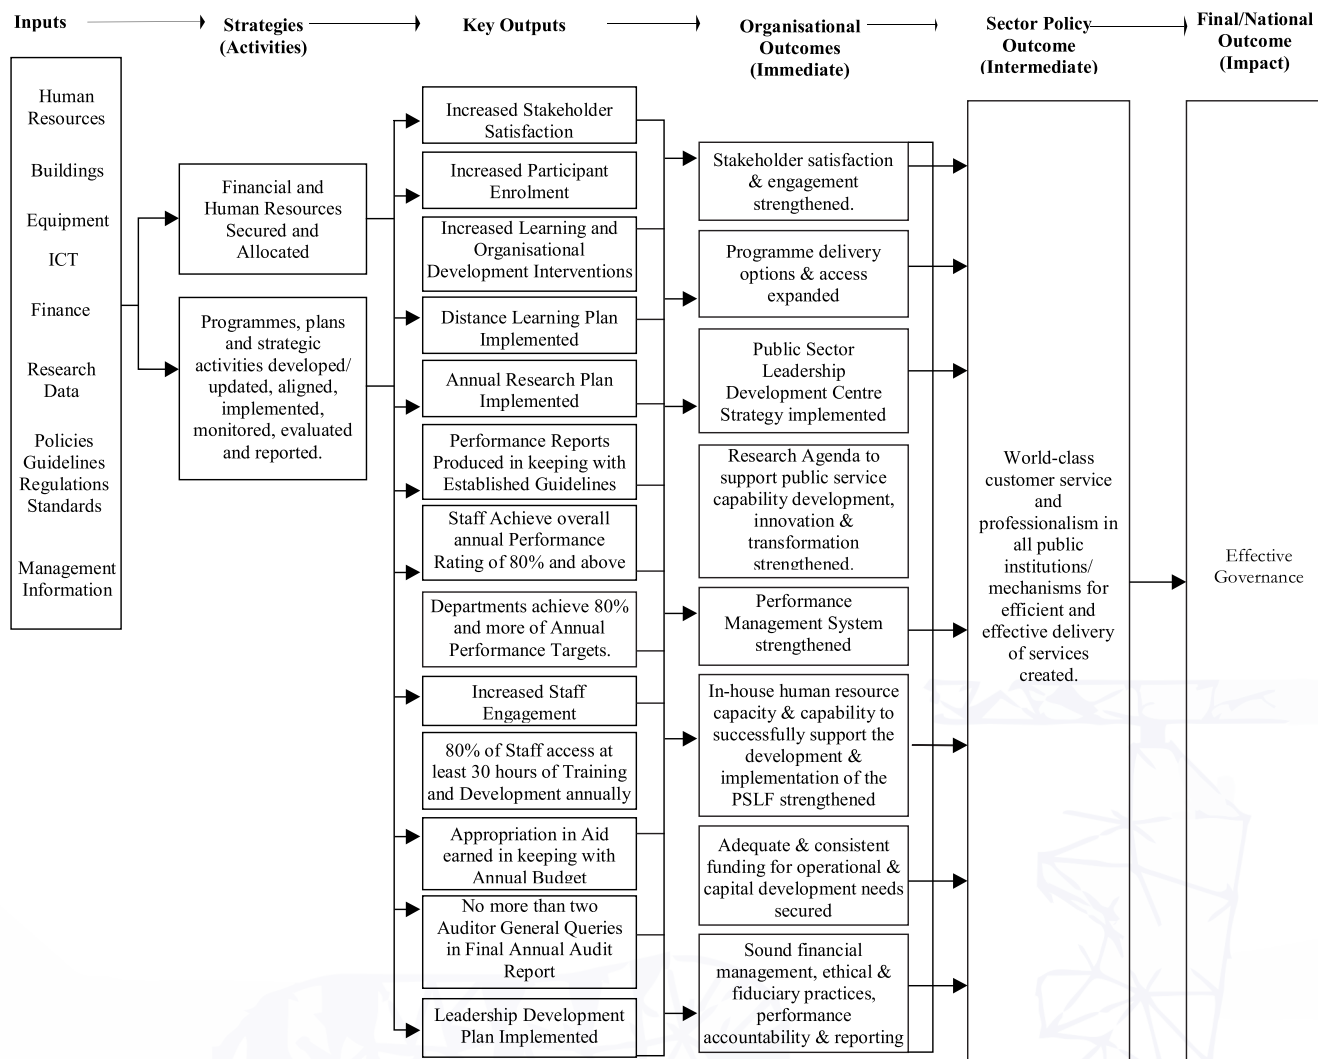 Inputs
Strategies
(Activities)
Key Outputs
Organisational
Outcomes
(Immediate)
Sector Policy
Outcome
(Intermediate)
Final/National
Outcome
(Impact)
Human
Resources
Buildings
Equipment
ICT
Finance
Research
Data
Policies
Guidelines
Regulations
Standards
Management
Information
Financial and
Human Resources
Secured and
Allocated
Programmes, plans
and strategic
activities developed/
updated, aligned,
implemented,
monitored, evaluated
and reported.
Increased Stakeholder
Satisfaction
Increased Participant
Enrolment
Increased Learning and
Organisational
Development Interventions
Distance Learning Plan
Implemented
Annual Research Plan
Implemented
Performance Reports
Produced in keeping with
Established Guidelines
Staff Achieve overall
annual Performance
Rating of 80% and above
Departments achieve 80%
and more of Annual
Performance Targets.
Increased Staff
Engagement
80% of Staff access at
least 30 hours of Training
and Development annually
Appropriation in Aid
earned in keeping with
Annual Budget
No more than two
Auditor General Queries
in Final Annual Audit
Report
Leadership Development
Plan Implemented
Stakeholder satisfaction
& engagement
strengthened.
Programme delivery
options & access
expanded
Public Sector
Leadership
Development Centre
Strategy implemented
Research Agenda to
support public service
capability development,
innovation &
transformation
strengthened.
Performance
Management System
strengthened
In-house human resource
capacity & capability to
successfully support the
development &
implementation of the
PSLF strengthened
Adequate & consistent
funding for operational &
capital development needs
secured
Sound financial
management, ethical &
fiduciary practices,
performance
accountability & reporting
World-class
customer service
and
professionalism in
all public
institutions/
mechanisms for
efficient and
effective delivery
of services
created.
Effective
Governance